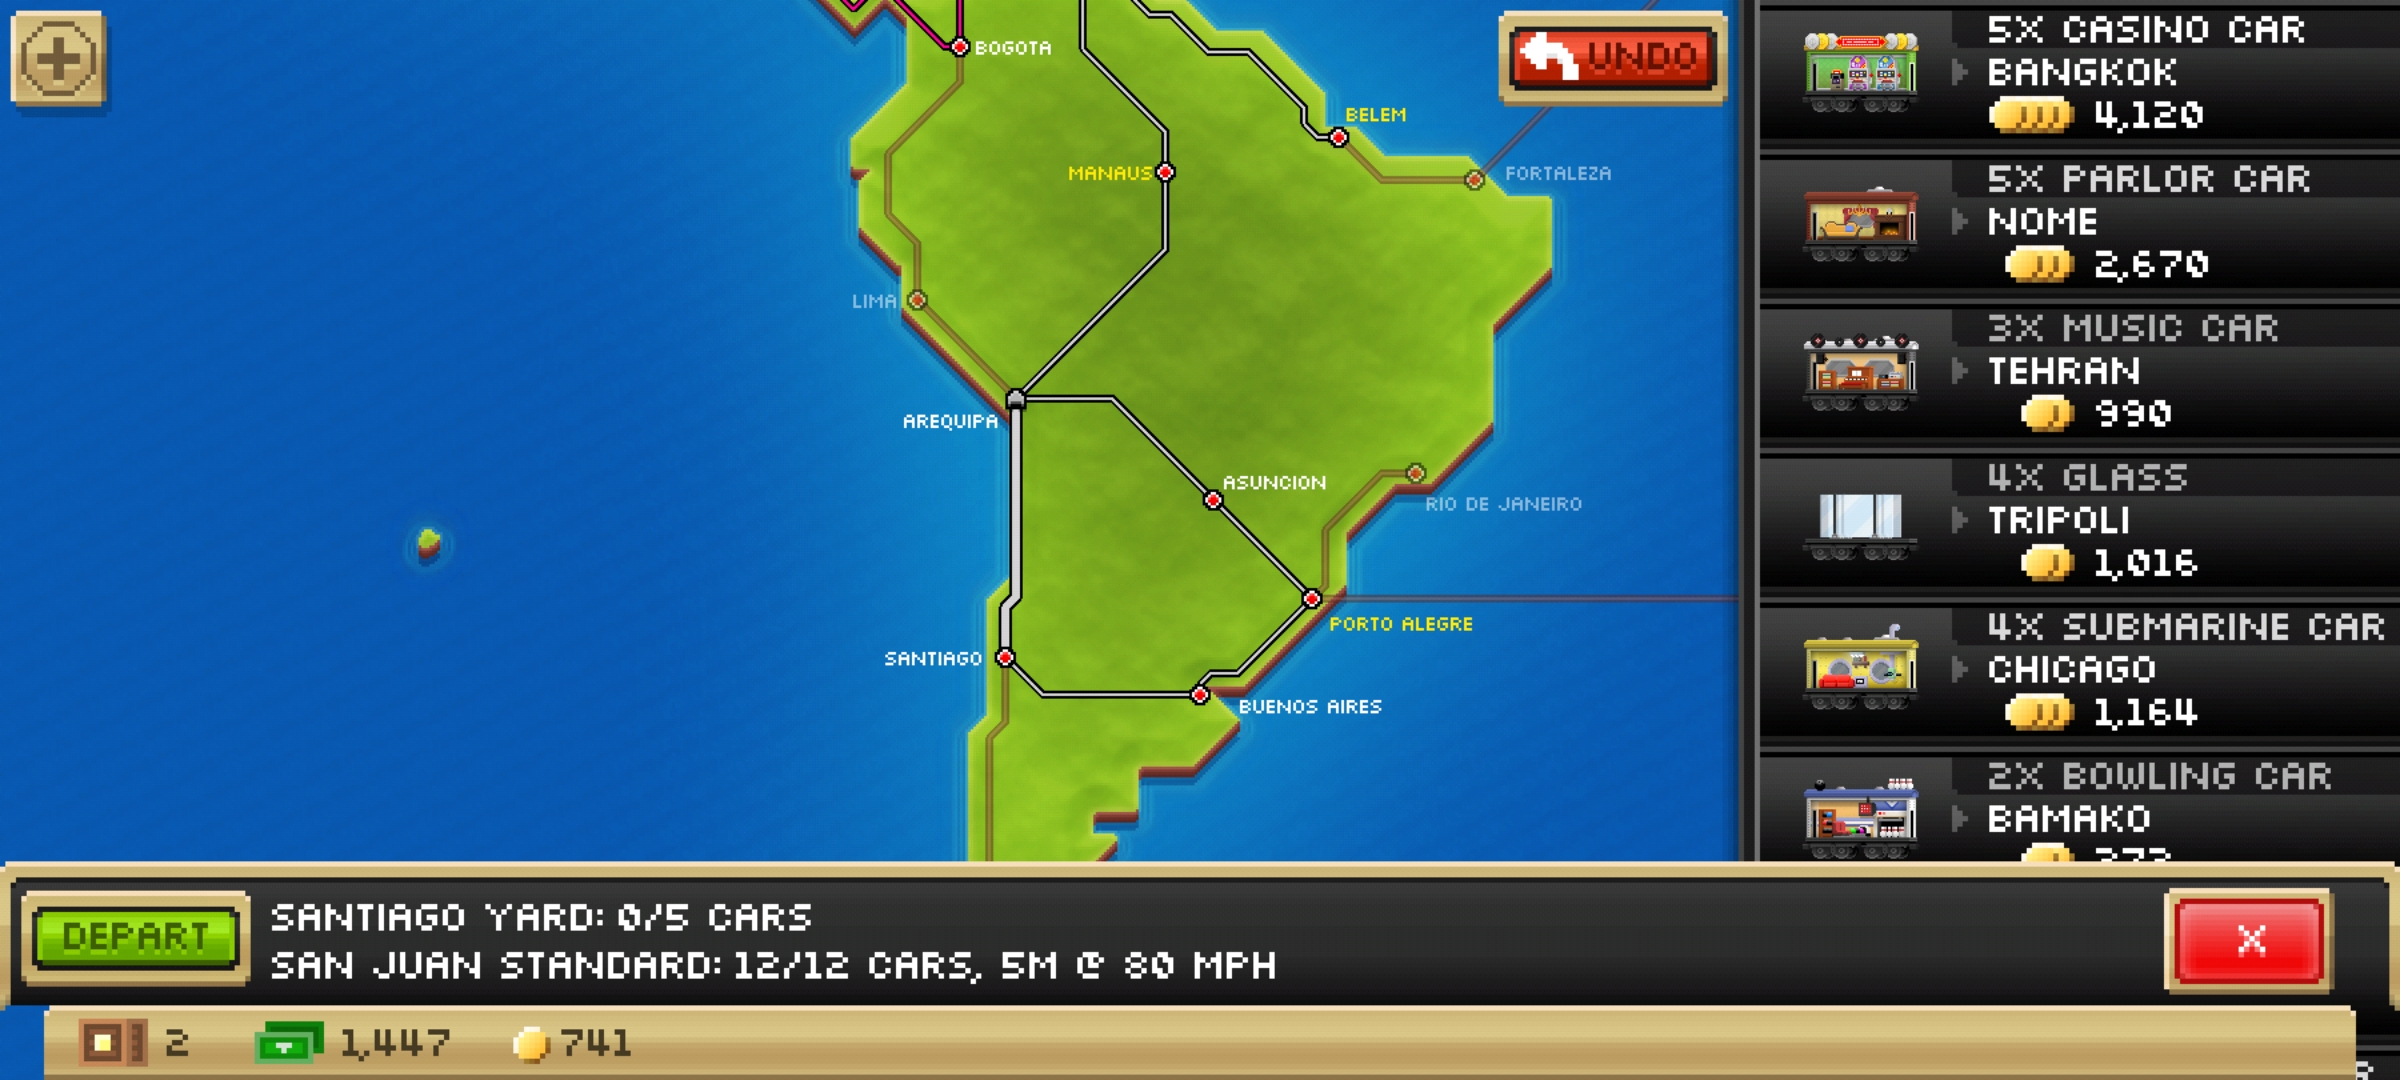 BOGOTA
UNDO
BELEM
MANAUS
FORTALEZA
LIMA
AREQUIPA
ASUNCION
RIO DE JANEIRO
PORTO ALEGRE
SANTIAGO
BUENOS AIRES
5X CASINO CAR
BANGKOK
4,120
5X PARLOR CAR
NOME
2,670
3X MUSIC CAR
TEHRAN
990
4X GLASS
TRIPOLI
1,016
4X SUBMARINE CAR
CHICAGO
1,164
2X BOWLING CAR
BAMAKO
DEPART
SANTIAGO YARD: 0/5 CARS
SAN JUAN STANDARD: 12/12 CARS, 5M @ 80 MPH
X
2
1,447
741